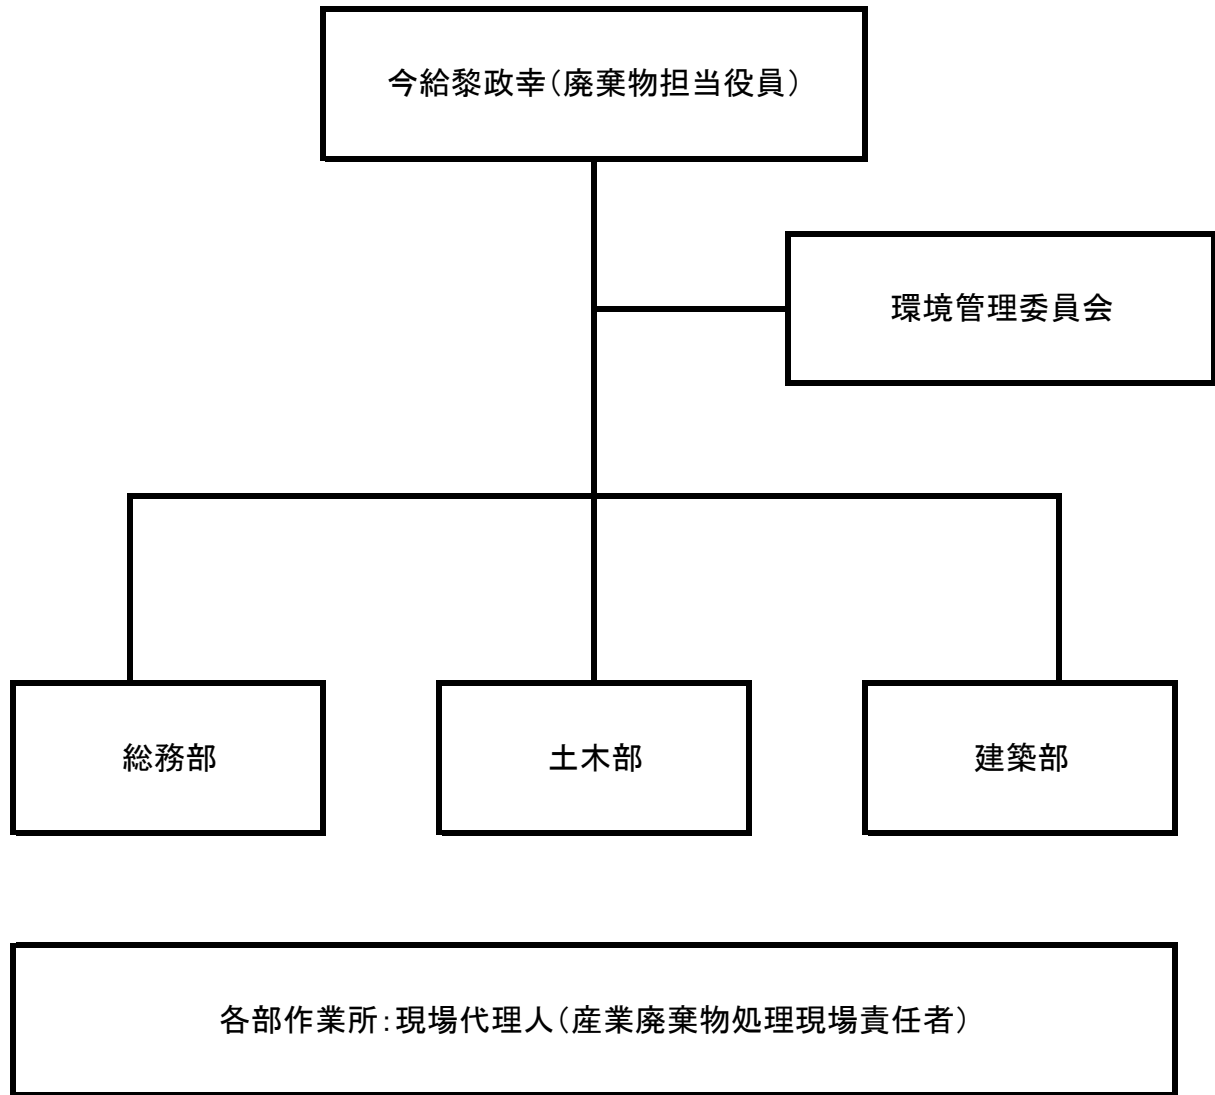 今給黎政幸（廃棄物担当役員）
環境管理委員会
総務部
土木部
建築部
各部作業所：現場代理人（産業廃棄物処理現場責任者）